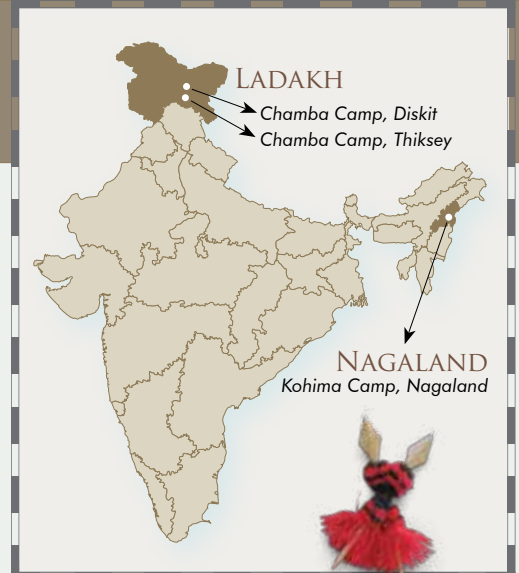 LADAKH
Chamba Camp, Diskit
Chamba Camp, Thiksey
NAGALAND
Kohima Camp, Nagaland